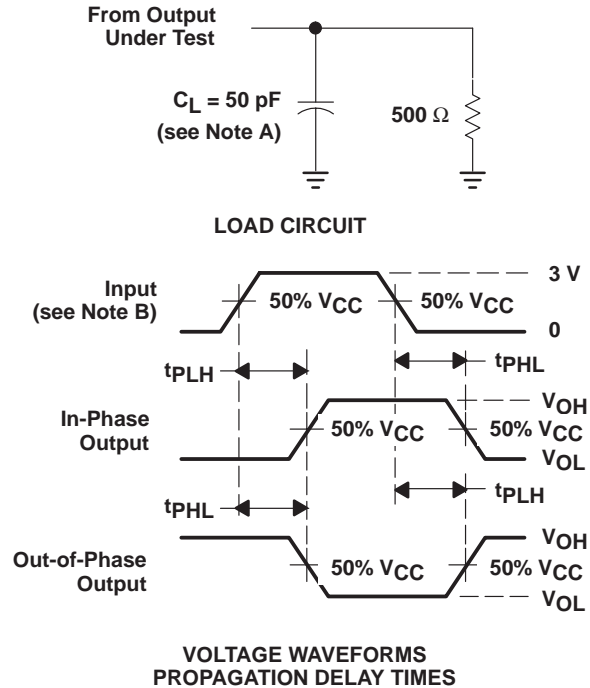 From Output
Under Test
CL = 50 pF
(see Note A)
500 Ω
LOAD CIRCUIT
Input
(see Note B)
50% VCC
50% VCC
3 V
0
tPLH
tPHL
In-Phase
Output
50% VCC
VOH
50% VCC
VOL
tPHL
tPLH
Out-of-Phase
Output
50% VCC
VOH
50% VCC
VOL
VOLTAGE WAVEFORMS
PROPAGATION DELAY TIMES